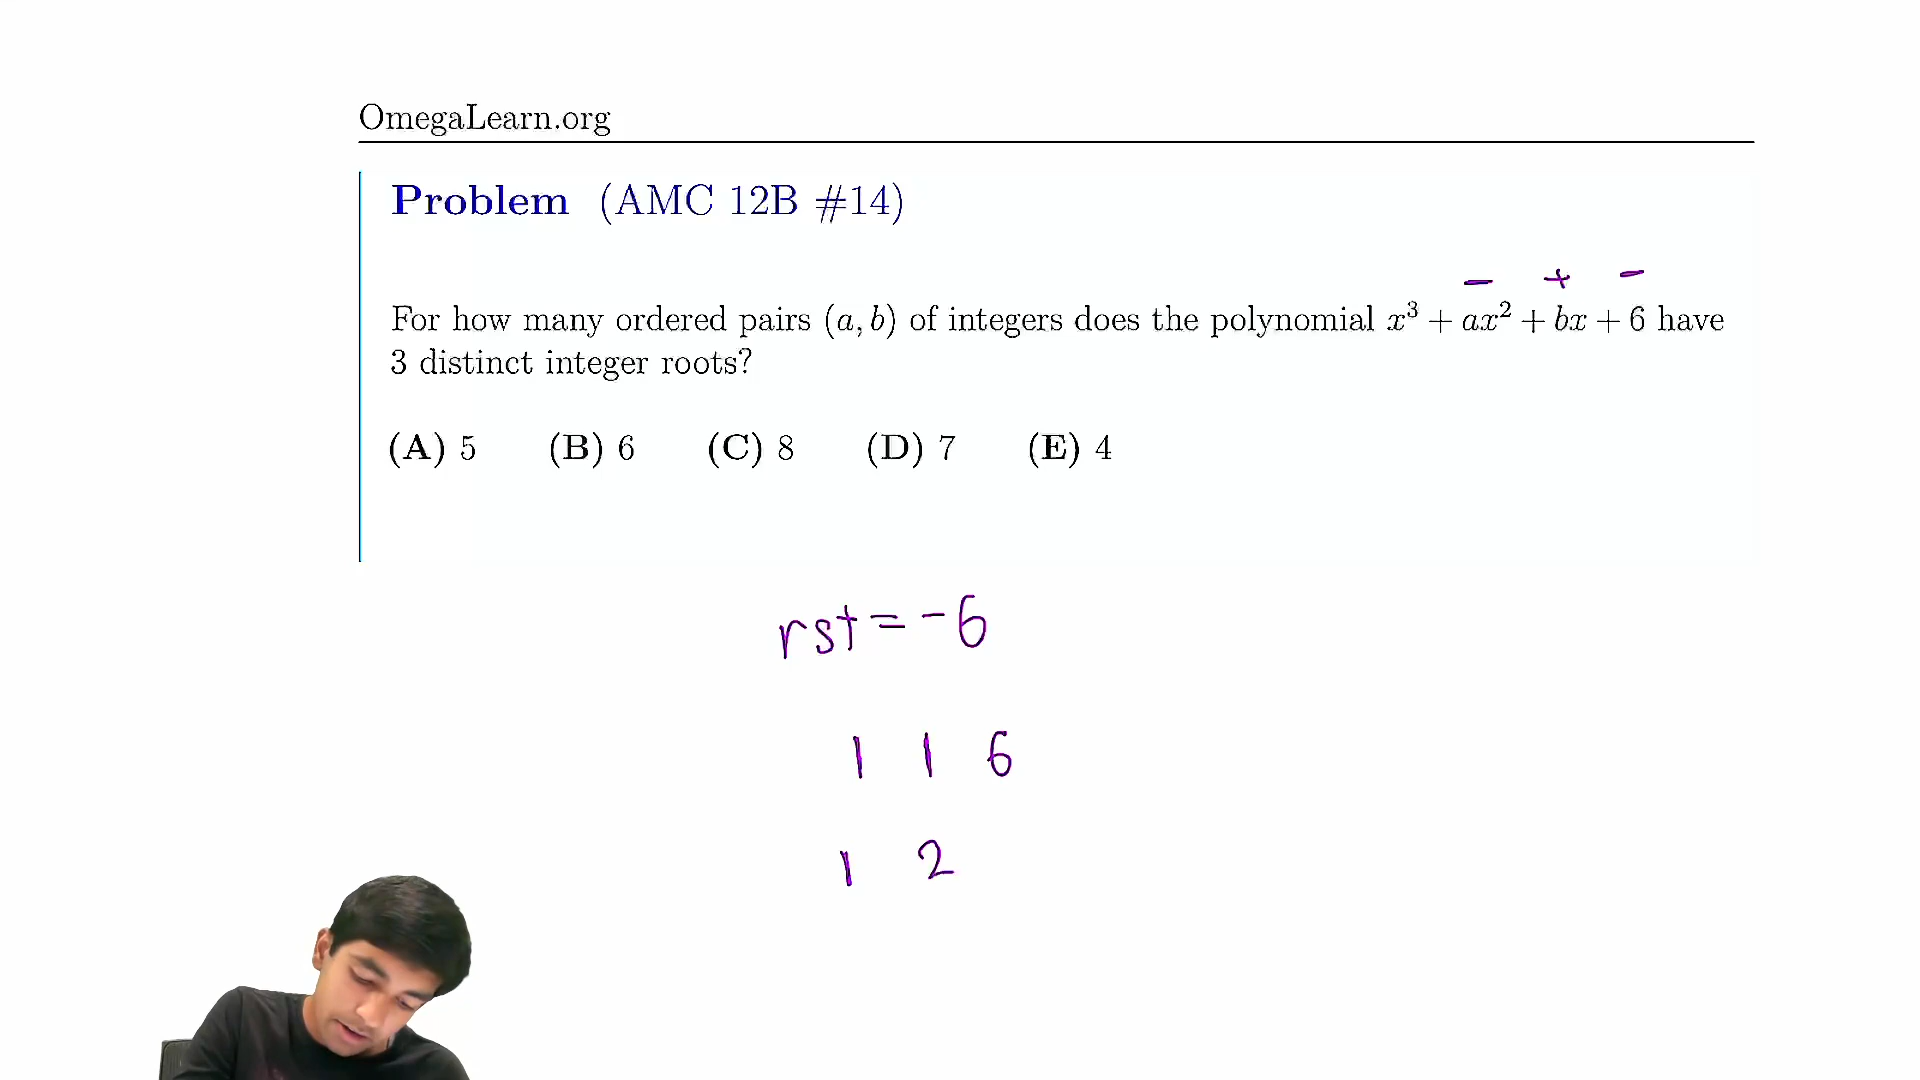 OmegaLearn.org
Problem (AMC 12B #14)
− + −
For how many ordered pairs (a, b) of integers does the polynomial x³ + ax² + bx + 6 have
3 distinct integer roots?
(A) 5 (B) 6 (C) 8 (D) 7 (E) 4
rst = -6
1 1 6
1 2